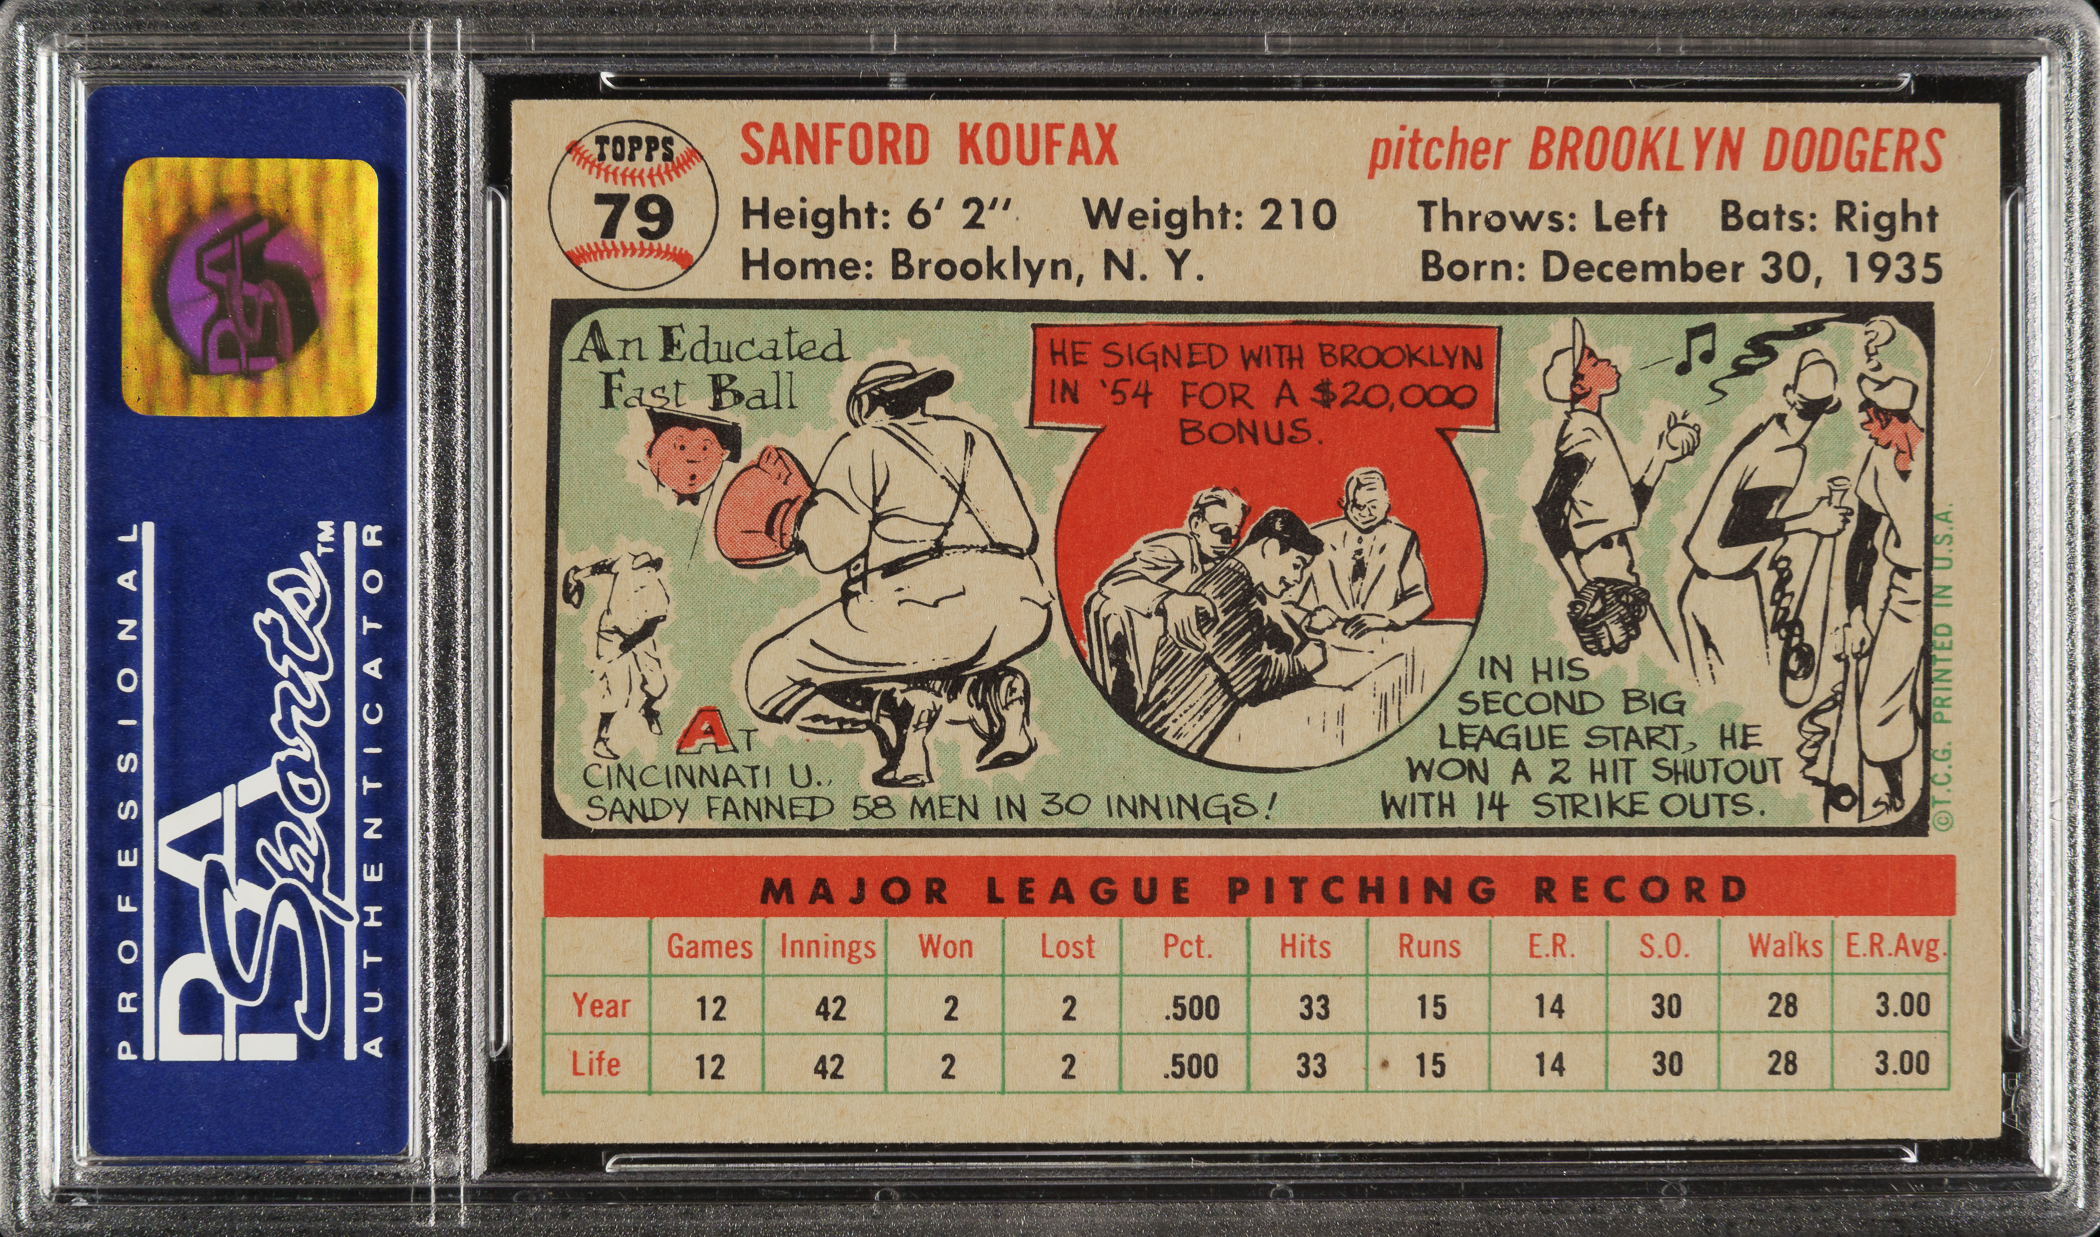 PROFESSIONAL
PSA
Sports™
AUTHENTICATOR
PSA
TOPPS
79
SANFORD KOUFAX
pitcher BROOKLYN DODGERS
Height: 6' 2" Weight: 210 Throws: Left Bats: Right
Home: Brooklyn, N. Y. Born: December 30, 1935
An Educated
Fast Ball
AT
CINCINNATI U.,
SANDY FANNED 58 MEN IN 30 INNINGS!
HE SIGNED WITH BROOKLYN
IN '54 FOR A $20,000
BONUS.
IN HIS
SECOND BIG
LEAGUE START, HE
WON A 2 HIT SHUTOUT
WITH 14 STRIKE OUTS.
©T.C.G. PRINTED IN U.S.A.
MAJOR LEAGUE PITCHING RECORD
Games Innings Won Lost Pct. Hits Runs E.R. S.O. Walks E.R.Avg.
Year 12 42 2 2 .500 33 15 14 30 28 3.00
Life 12 42 2 2 .500 33 15 14 30 28 3.00